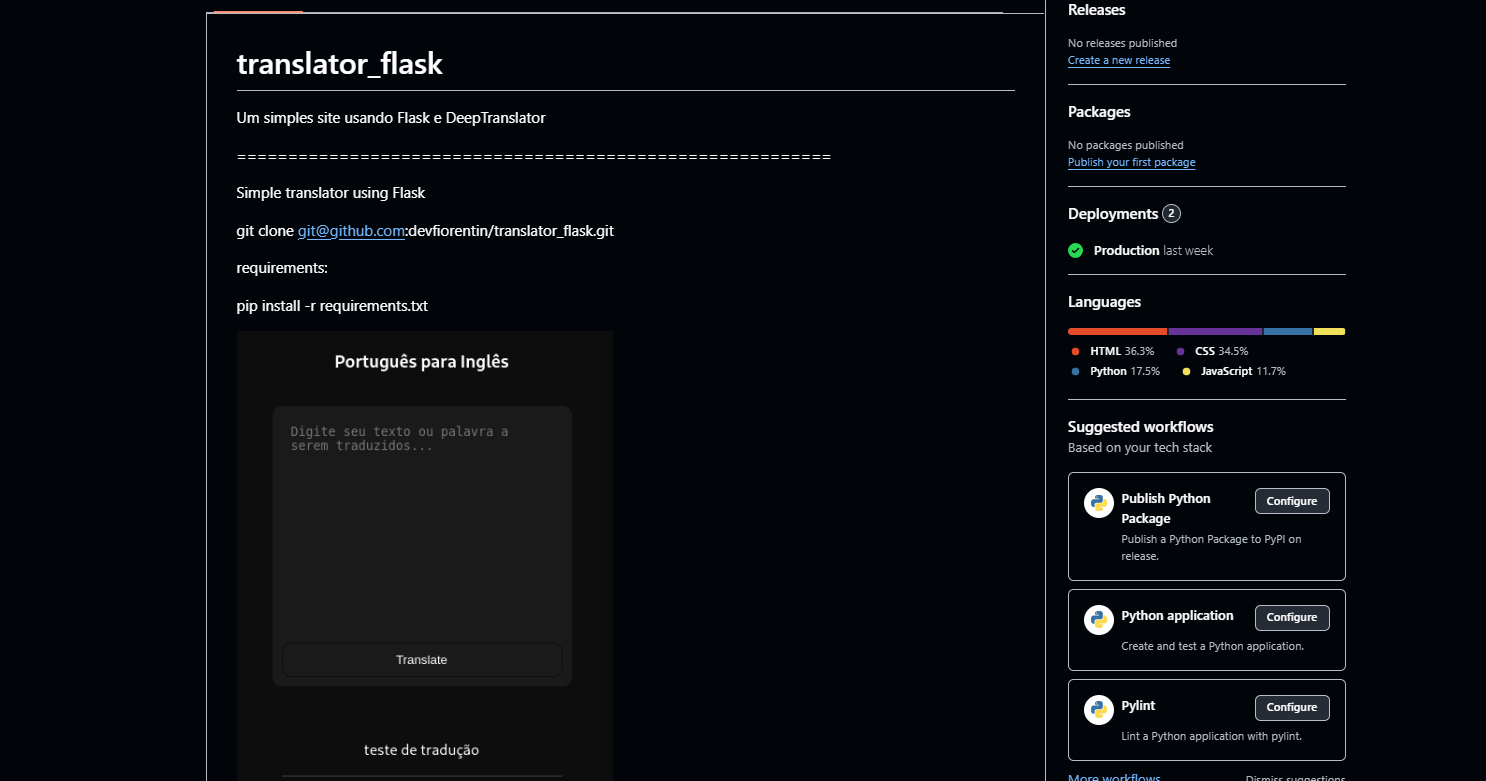 translator_flask
Um simples site usando Flask e DeepTranslator
==========================================================
Simple translator using Flask
git clone git@github.com:devfiorentin/translator_flask.git
requirements:
pip install -r requirements.txt
Português para Inglês
Digite seu texto ou palavra a
serem traduzidos...
Translate
teste de tradução
Releases
No releases published
Create a new release
Packages
No packages published
Publish your first package
Deployments 2
Production last week
Languages
HTML 36.3% CSS 34.5%
Python 17.5% JavaScript 11.7%
Suggested workflows
Based on your tech stack
Publish Python
Package
Configure
Publish a Python Package to PyPI on
release.
Python application
Configure
Create and test a Python application.
Pylint
Configure
Lint a Python application with pylint.
More workflows Dismiss suggestions